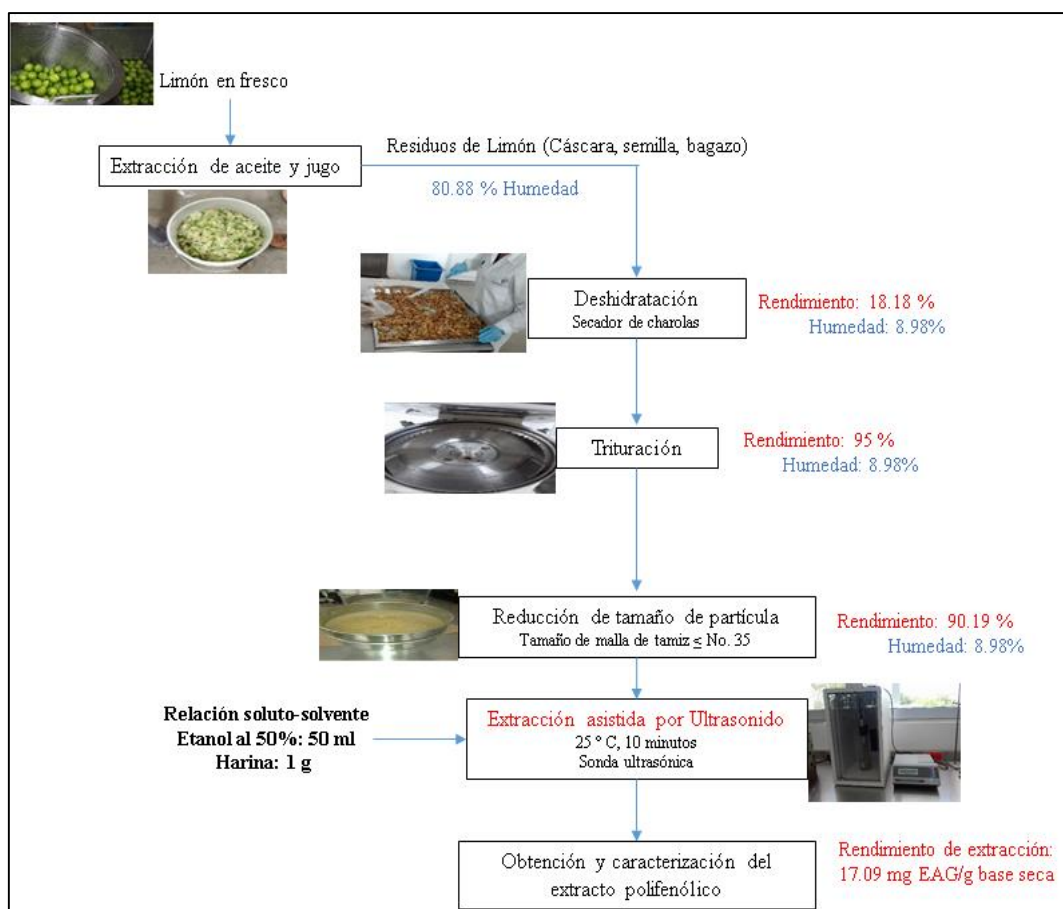 Limón en fresco
Extracción de aceite y jugo
Residuos de Limón (Cáscara, semilla, bagazo)
80.88 % Humedad
Deshidratación
Secador de charolas
Rendimiento: 18.18 %
Humedad: 8.98%
Trituración
Rendimiento: 95 %
Humedad: 8.98%
Reducción de tamaño de partícula
Tamaño de malla de tamiz ≤ No. 35
Rendimiento: 90.19 %
Humedad: 8.98%
Relación soluto-solvente
Etanol al 50%: 50 ml
Harina: 1 g
Extracción asistida por Ultrasonido
25 º C, 10 minutos
Sonda ultrasónica
Obtención y caracterización del
extracto polifenólico
Rendimiento de extracción:
17.09 mg EAG/g base seca